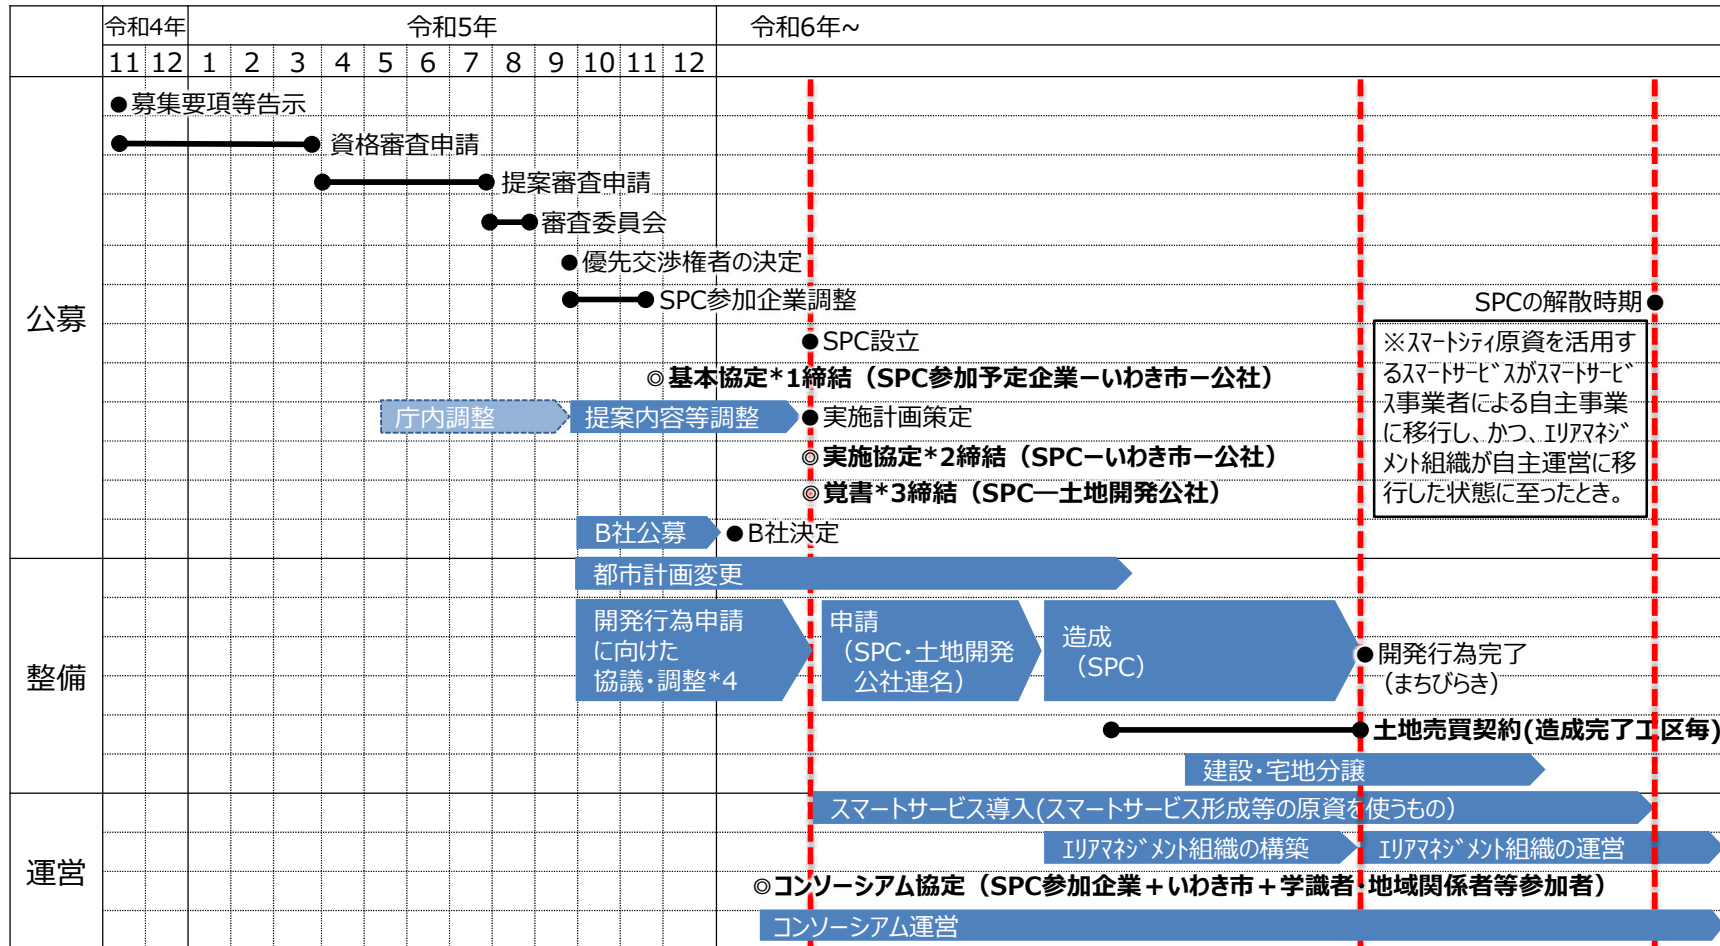 令和4年 令和5年 令和6年~
11 12 1 2 3 4 5 6 7 8 9 10 11 12
公募
●募集要項等告示
資格審査申請
提案審査申請
審査委員会
●優先交渉権者の決定
SPC参加企業調整
SPCの解散時期●
●SPC設立
※ｽﾏｰﾄｼﾃｨ原資を活用す
るｽﾏｰﾄｻｰﾋﾞｽがｽﾏｰﾄｻｰﾋﾞ
ｽ事業者による自主事業
に移行し、かつ、ｴﾘｱﾏﾈｼﾞ
ﾒﾝﾄ組織が自主運営に移
行した状態に至ったとき。
◎基本協定*1締結（SPC参加予定企業ーいわき市ー公社）
庁内調整
提案内容等調整
●実施計画策定
◎実施協定*2締結（SPCーいわき市ー公社）
◎覚書*3締結（SPC―土地開発公社）
B社公募
●B社決定
整備
都市計画変更
開発行為申請
に向けた
協議・調整*4
申請
（SPC・土地開発
公社連名）
造成
（SPC）
●開発行為完了
（まちびらき）
土地売買契約(造成完了工区毎)
建設・宅地分譲
運営
スマートサービス導入(スマートサービス形成等の原資を使うもの）
ｴﾘｱﾏﾈｼﾞﾒﾝﾄ組織の構築
ｴﾘｱﾏﾈｼﾞﾒﾝﾄ組織の運営
◎コンソーシアム協定（SPC参加企業＋いわき市＋学識者・地域関係者等参加者）
コンソーシアム運営